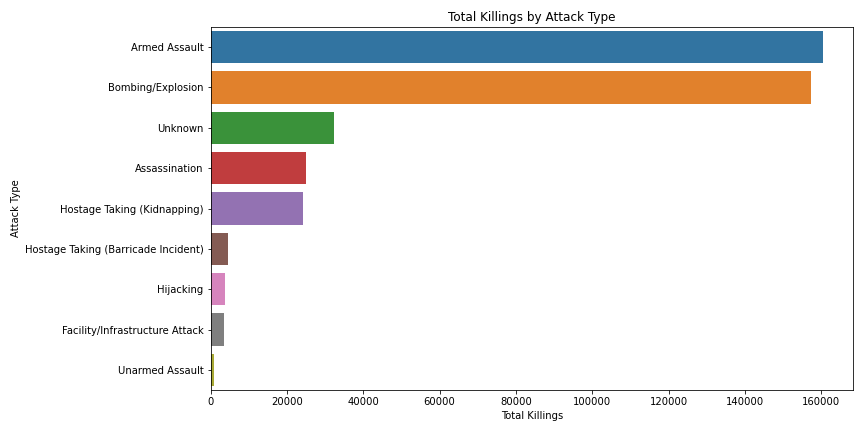 Total Killings by Attack Type
Armed Assault
Bombing/Explosion
Unknown
Assassination
Hostage Taking (Kidnapping)
Hostage Taking (Barricade Incident)
Hijacking
Facility/Infrastructure Attack
Unarmed Assault
Attack Type
0 20000 40000 60000 80000 100000 120000 140000 160000
Total Killings